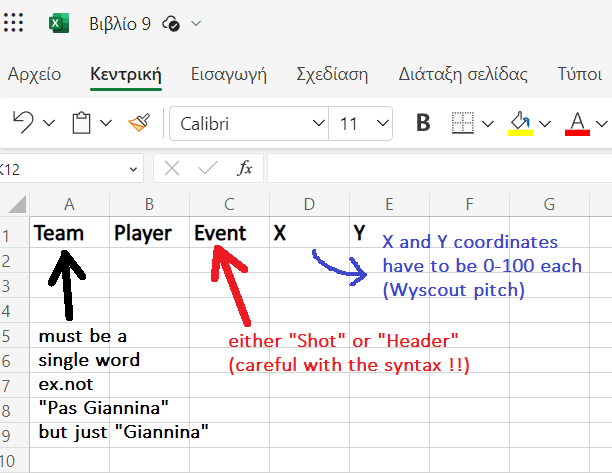 Βιβλίο 9
Αρχείο Κεντρική Εισαγωγή Σχεδίαση Διάταξη σελίδας Τύποι
Calibri 11 B A
K12 fx
A B C D E F G
1 Team Player Event X Y
2
3
4
5
6
7
8
9
10
X and Y coordinates
have to be 0-100 each
(Wyscout pitch)
must be a
single word
ex.not
"Pas Giannina"
but just "Giannina"
either "Shot" or "Header"
(careful with the syntax !!)